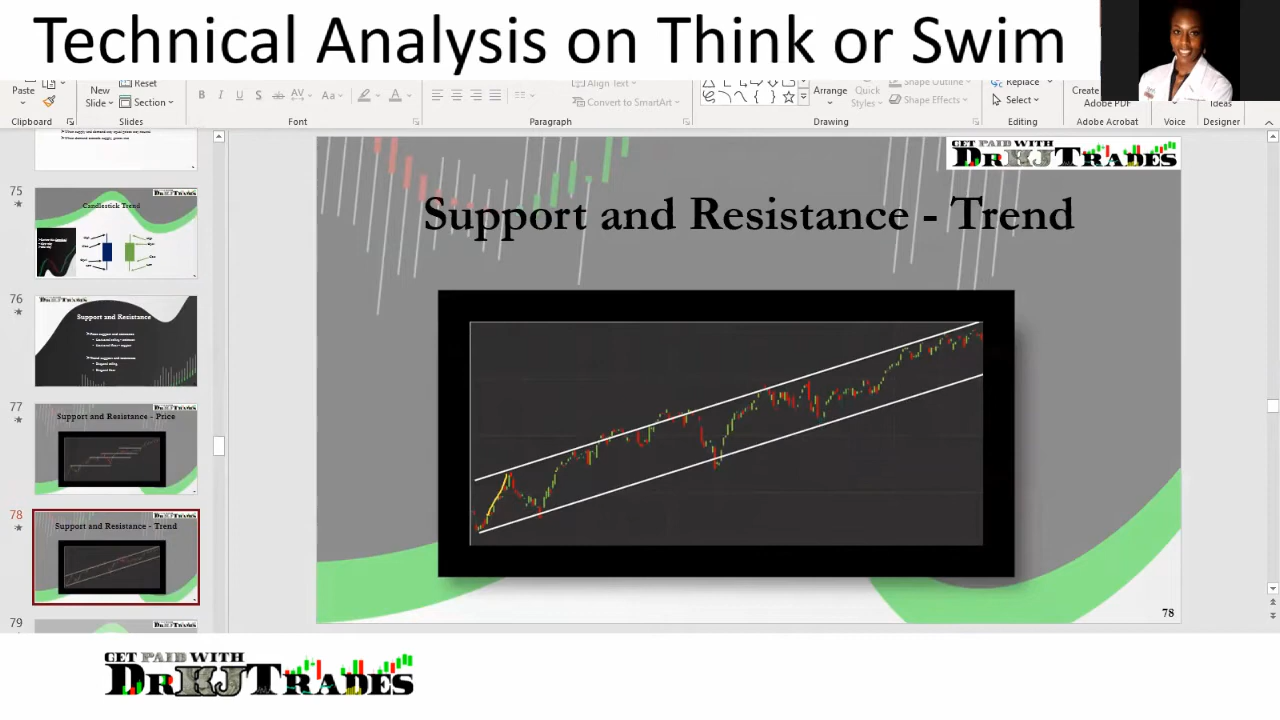 Technical Analysis on Think or Swim
Paste
New
Slide
Reset
Section
Clipboard
Slides
B I U S ab AV Aa A
Font
Align Text
Convert to SmartArt
Paragraph
Arrange
Quick
Styles
Shape Outline
Shape Effects
Drawing
Replace
Select
Editing
Create
Adobe PDF
Adobe Acrobat
Voice
Ideas
Designer
75
Candlestick Trend
76
Support and Resistance
77
Support and Resistance - Price
78
Support and Resistance - Trend
79
GET PAID WITH
DRKJTRADES
Support and Resistance - Trend
78
GET PAID WITH
DRKJTRADES